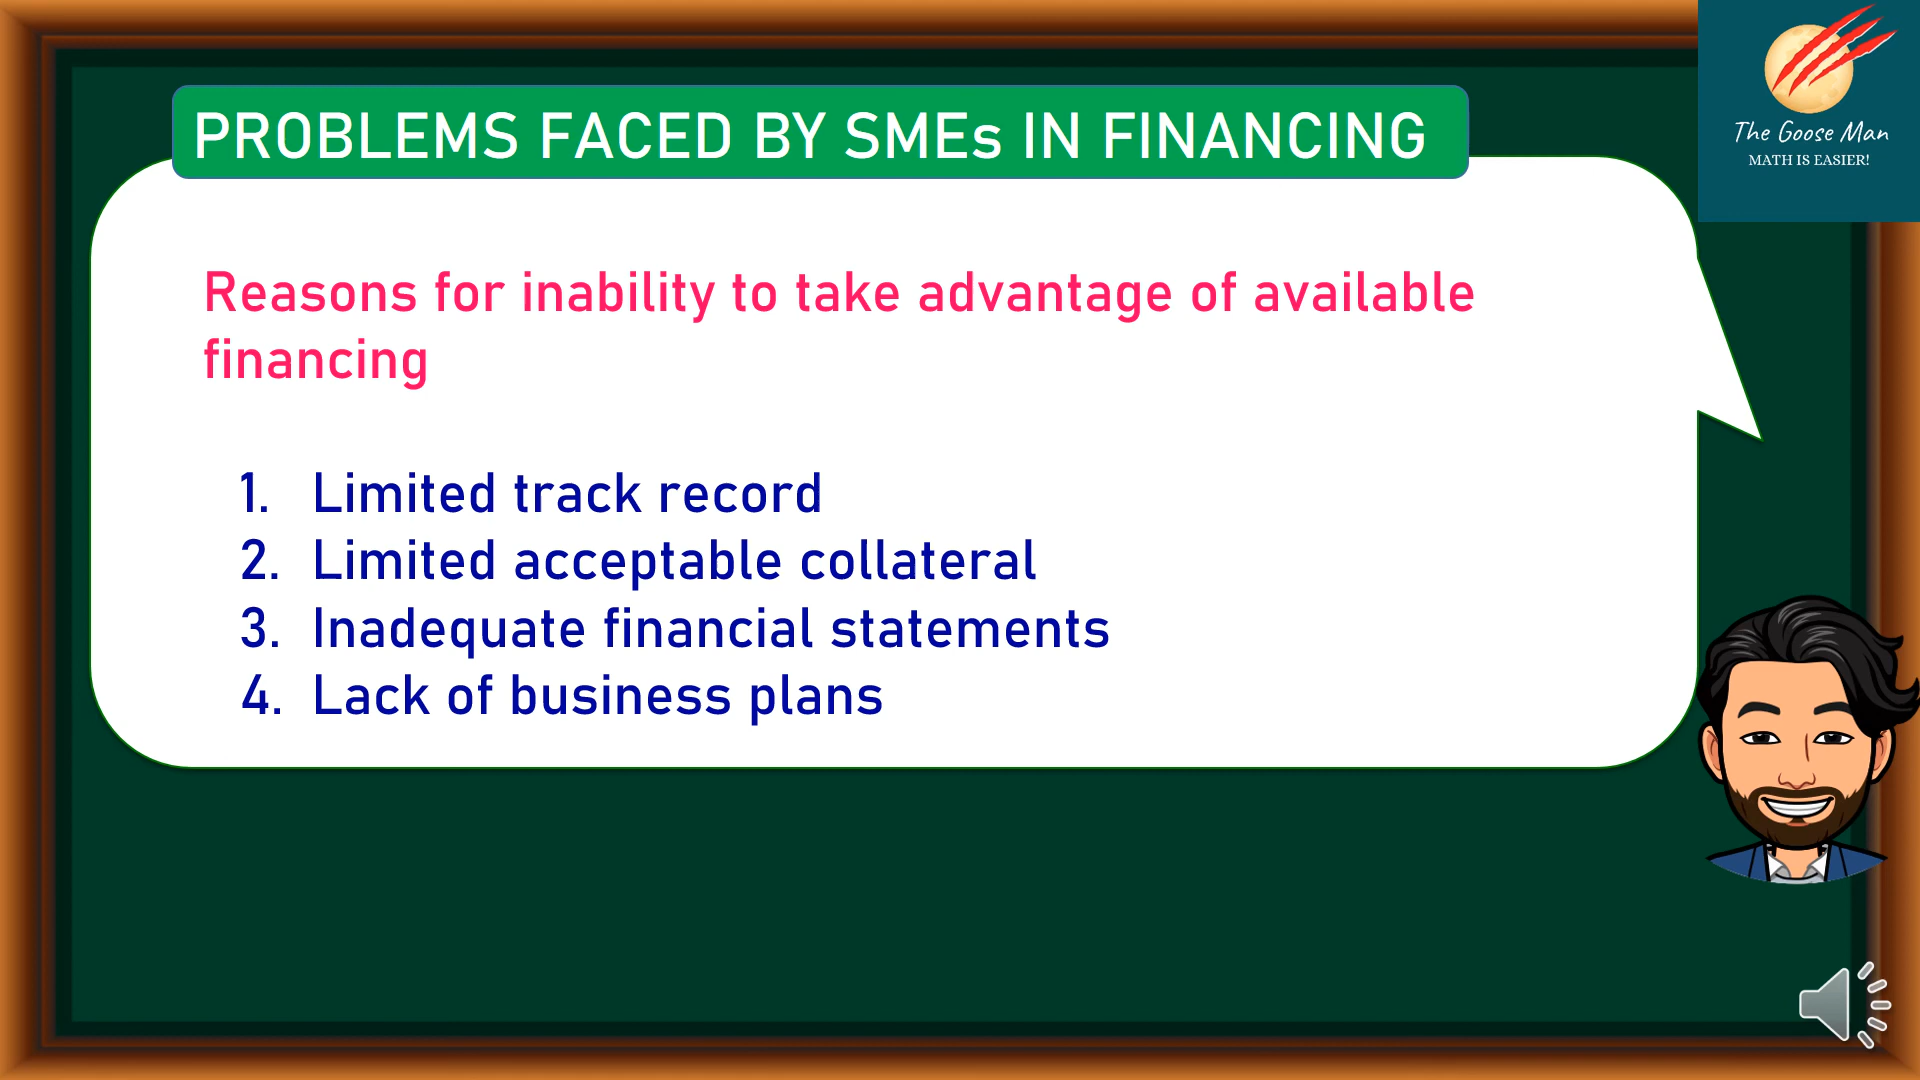 PROBLEMS FACED BY SMEs IN FINANCING
The Goose Man
MATH IS EASIER!
Reasons for inability to take advantage of available
financing
1. Limited track record
2. Limited acceptable collateral
3. Inadequate financial statements
4. Lack of business plans